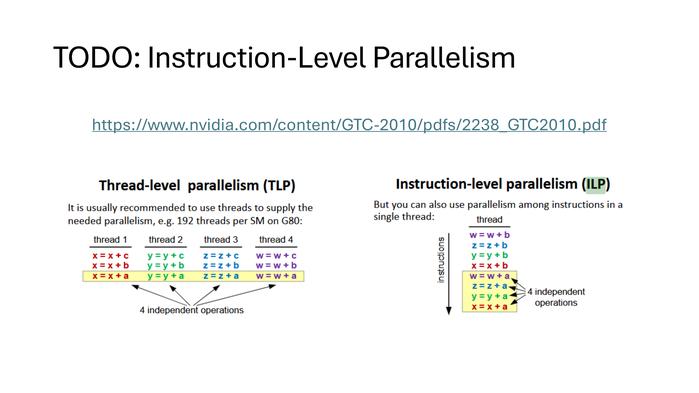 TODO: Instruction-Level Parallelism
https://www.nvidia.com/content/GTC-2010/pdfs/2238_GTC2010.pdf
Thread-level parallelism (TLP)
It is usually recommended to use threads to supply the
needed parallelism, e.g. 192 threads per SM on G80:
thread 1 thread 2 thread 3 thread 4
x = x + c y = y + c z = z + c w = w + c
x = x + b y = y + b z = z + b w = w + b
x = x + a y = y + a z = z + a w = w + a
4 independent operations
Instruction-level parallelism (ILP)
But you can also use parallelism among instructions in a
single thread:
thread
instructions
w = w + b
z = z + b
y = y + b
x = x + b
w = w + a
z = z + a
y = y + a
x = x + a
4 independent
operations